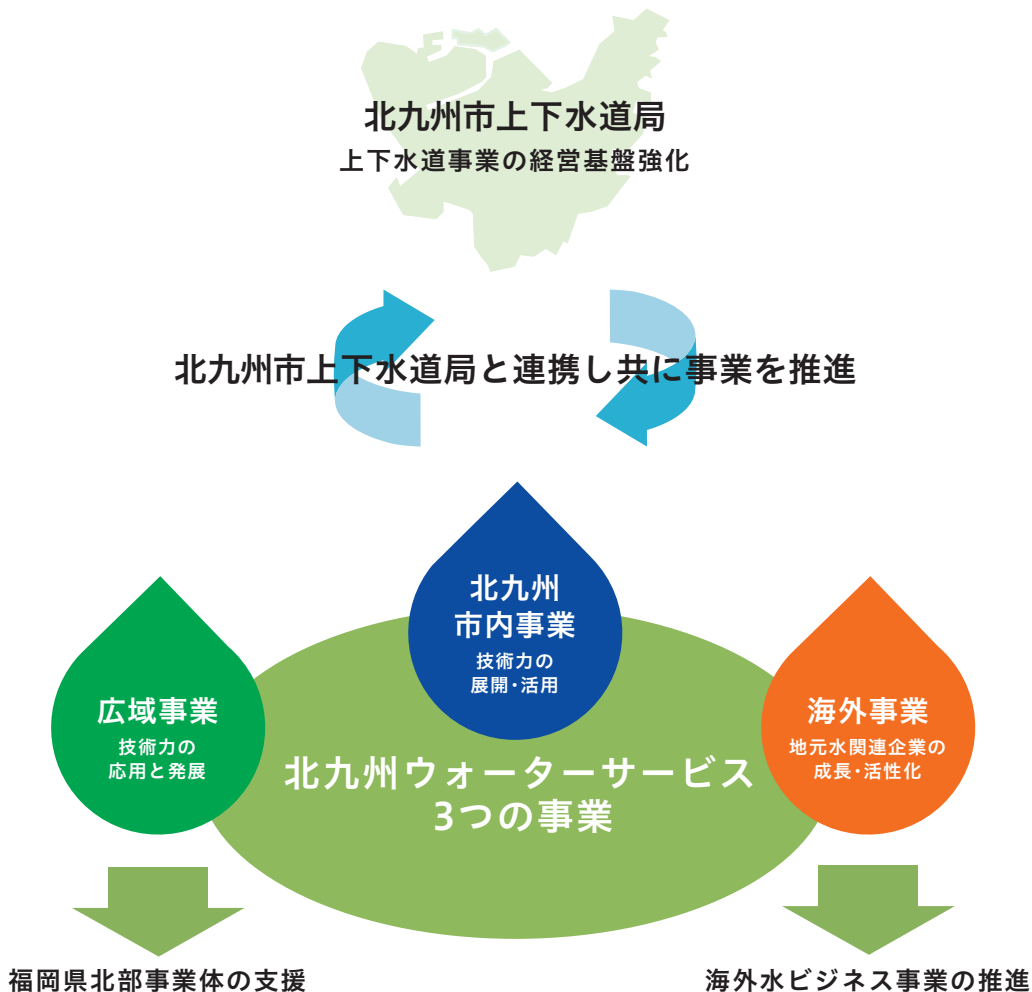 北九州市上下水道局
上下水道事業の経営基盤強化
北九州市上下水道局と連携し共に事業を推進
北九州
市内事業
技術力の
展開・活用
広域事業
技術力の
応用と発展
海外事業
地元水関連企業の
成長・活性化
北九州ウォーターサービス
3つの事業
福岡県北部事業体の支援
海外水ビジネス事業の推進